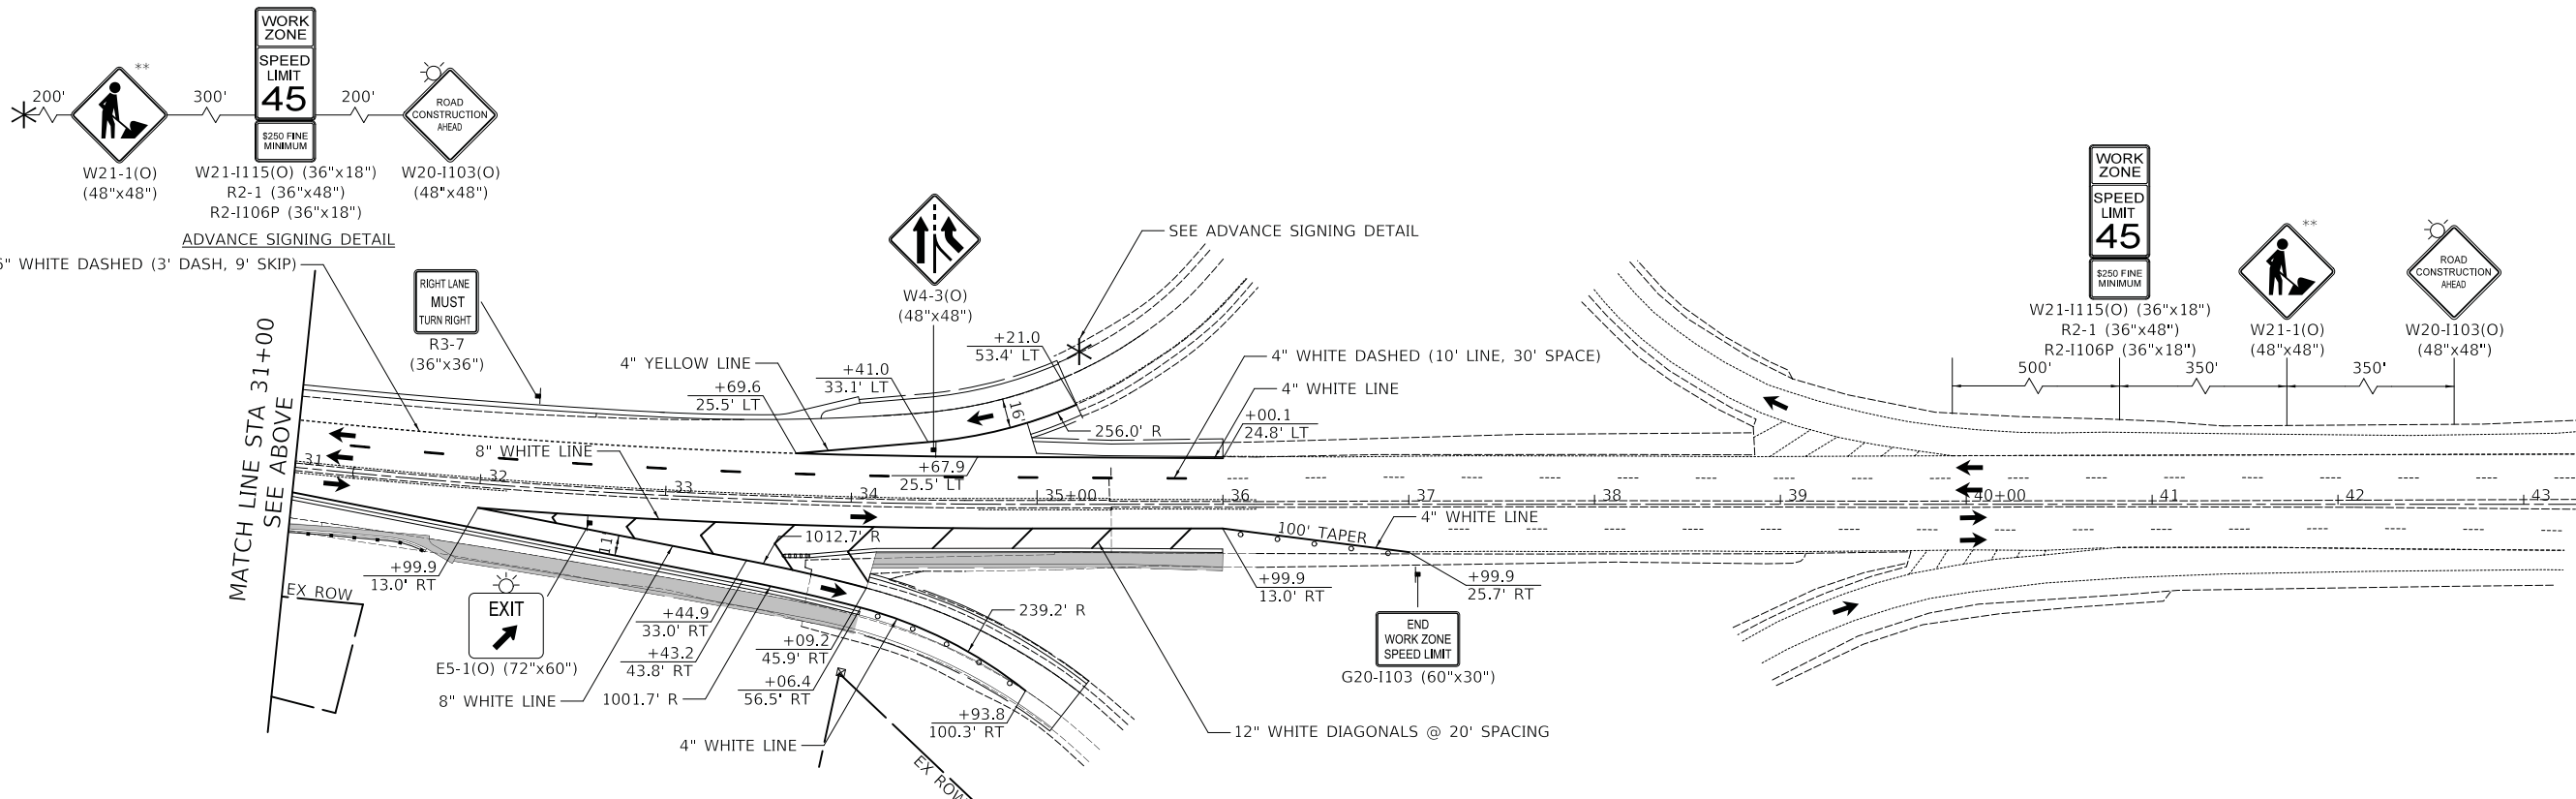 WORK
ZONE
SPEED
LIMIT
45
$250 FINE
MINIMUM
**
200'
300'
200'
ROAD
CONSTRUCTION
AHEAD
W21-1(O)
(48"x48")
W21-I115(O) (36"x18")
R2-1 (36"x48")
R2-I106P (36"x18")
W20-I103(O)
(48"x48")
ADVANCE SIGNING DETAIL
6" WHITE DASHED (3' DASH, 9' SKIP)
RIGHT LANE
MUST
TURN RIGHT
R3-7
(36"x36")
W4-3(O)
(48"x48")
SEE ADVANCE SIGNING DETAIL
4" YELLOW LINE
+69.6
25.5' LT
+41.0
33.1' LT
+21.0
53.4' LT
4" WHITE DASHED (10' LINE, 30' SPACE)
4" WHITE LINE
+00.1
24.8' LT
16'
256.0' R
8" WHITE LINE
+67.9
25.5' LT
MATCH LINE STA 31+00
SEE ABOVE
31
32
33
34
35+00
36
37
38
39
40+00
41
42
43
WORK
ZONE
SPEED
LIMIT
45
$250 FINE
MINIMUM
W21-I115(O) (36"x18")
R2-1 (36"x48")
R2-I106P (36"x18")
**
W21-1(O)
(48"x48")
ROAD
CONSTRUCTION
AHEAD
W20-I103(O)
(48"x48")
500'
350'
350'
100' TAPER
4" WHITE LINE
1012.7' R
11'
+99.9
13.0' RT
EX ROW
EXIT
E5-1(O) (72"x60")
+44.9
33.0' RT
+43.2
43.8' RT
8" WHITE LINE
1001.7' R
+09.2
45.9' RT
+06.4
56.5' RT
4" WHITE LINE
239.2' R
+93.8
100.3' RT
EX ROW
+99.9
13.0' RT
+99.9
25.7' RT
END
WORK ZONE
SPEED LIMIT
G20-I103 (60"x30")
12" WHITE DIAGONALS @ 20' SPACING